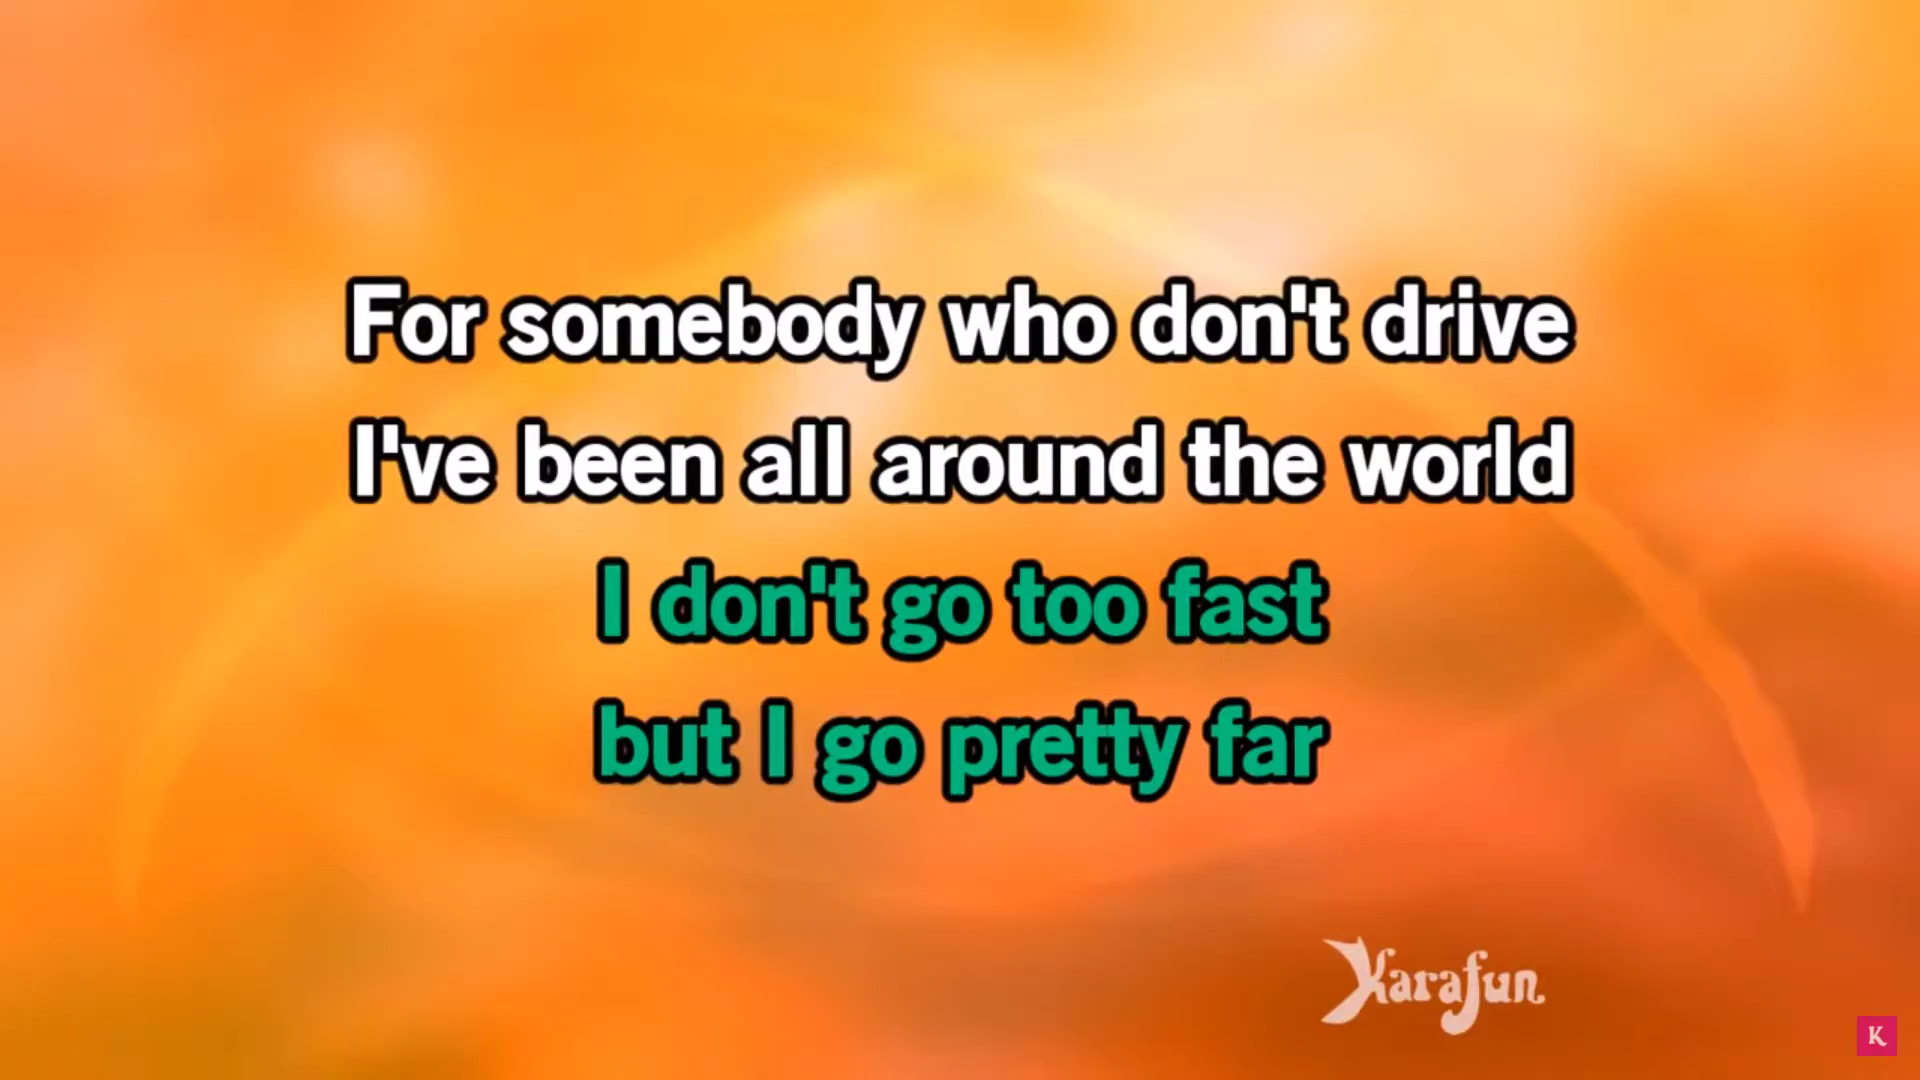 For somebody who don't drive
I've been all around the world
I don't go too fast
but I go pretty far
Karafun
K